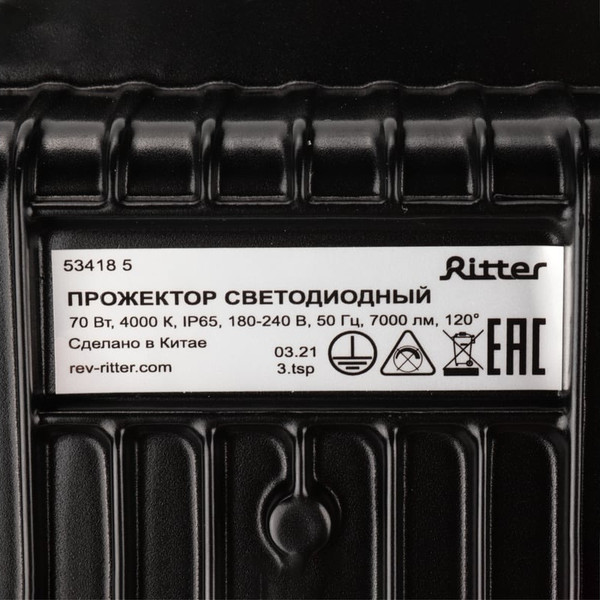 53418 5
Ritter
ПРОЖЕКТОР СВЕТОДИОДНЫЙ
70 Вт, 4000 К, IP65, 180-240 В, 50 Гц, 7000 лм, 120°
Сделано в Китае
03.21
rev-ritter.com
3.tsp
EAC